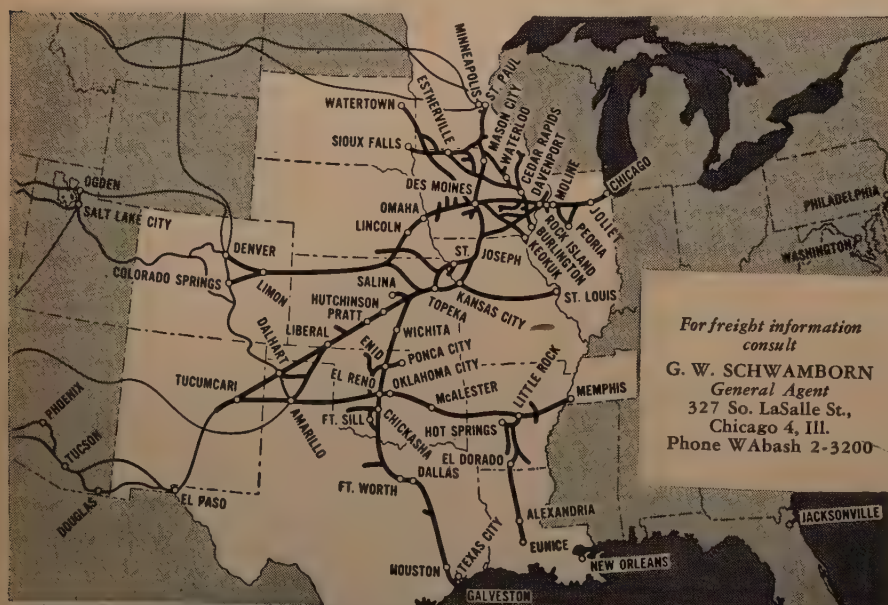 MINNEAPOLIS
ST. PAUL
WATERTOWN
ESTHERVILLE
MASON CITY
WATERLOO
CEDAR RAPIDS
DAVENPORT
MOLINE
CHICAGO
SIOUX FALLS
DES MOINES
OMAHA
LINCOLN
ROCK ISLAND
BURLINGTON
KEOKUK
PEORIA
JOLIET
PHILADELPHIA
WASHINGTON
OGDEN
SALT LAKE CITY
DENVER
COLORADO SPRINGS
LIMON
SALINA
ST. JOSEPH
TOPEKA
KANSAS CITY
ST. LOUIS
HUTCHINSON
PRATT
LIBERAL
WICHITA
DALHART
ENID
PONCA CITY
TUCUMCARI
EL RENO
OKLAHOMA CITY
McALESTER
LITTLE ROCK
MEMPHIS
AMARILLO
FT. SILL
CHICKASHA
HOT SPRINGS
PHOENIX
TUCSON
DOUGLAS
EL PASO
DALLAS
FT. WORTH
EL DORADO
ALEXANDRIA
EUNICE
HOUSTON
TEXAS CITY
GALVESTON
NEW ORLEANS
JACKSONVILLE
For freight information
consult
G. W. SCHWAMBORN
General Agent
327 So. LaSalle St.,
Chicago 4, Ill.
Phone WAbash 2-3200